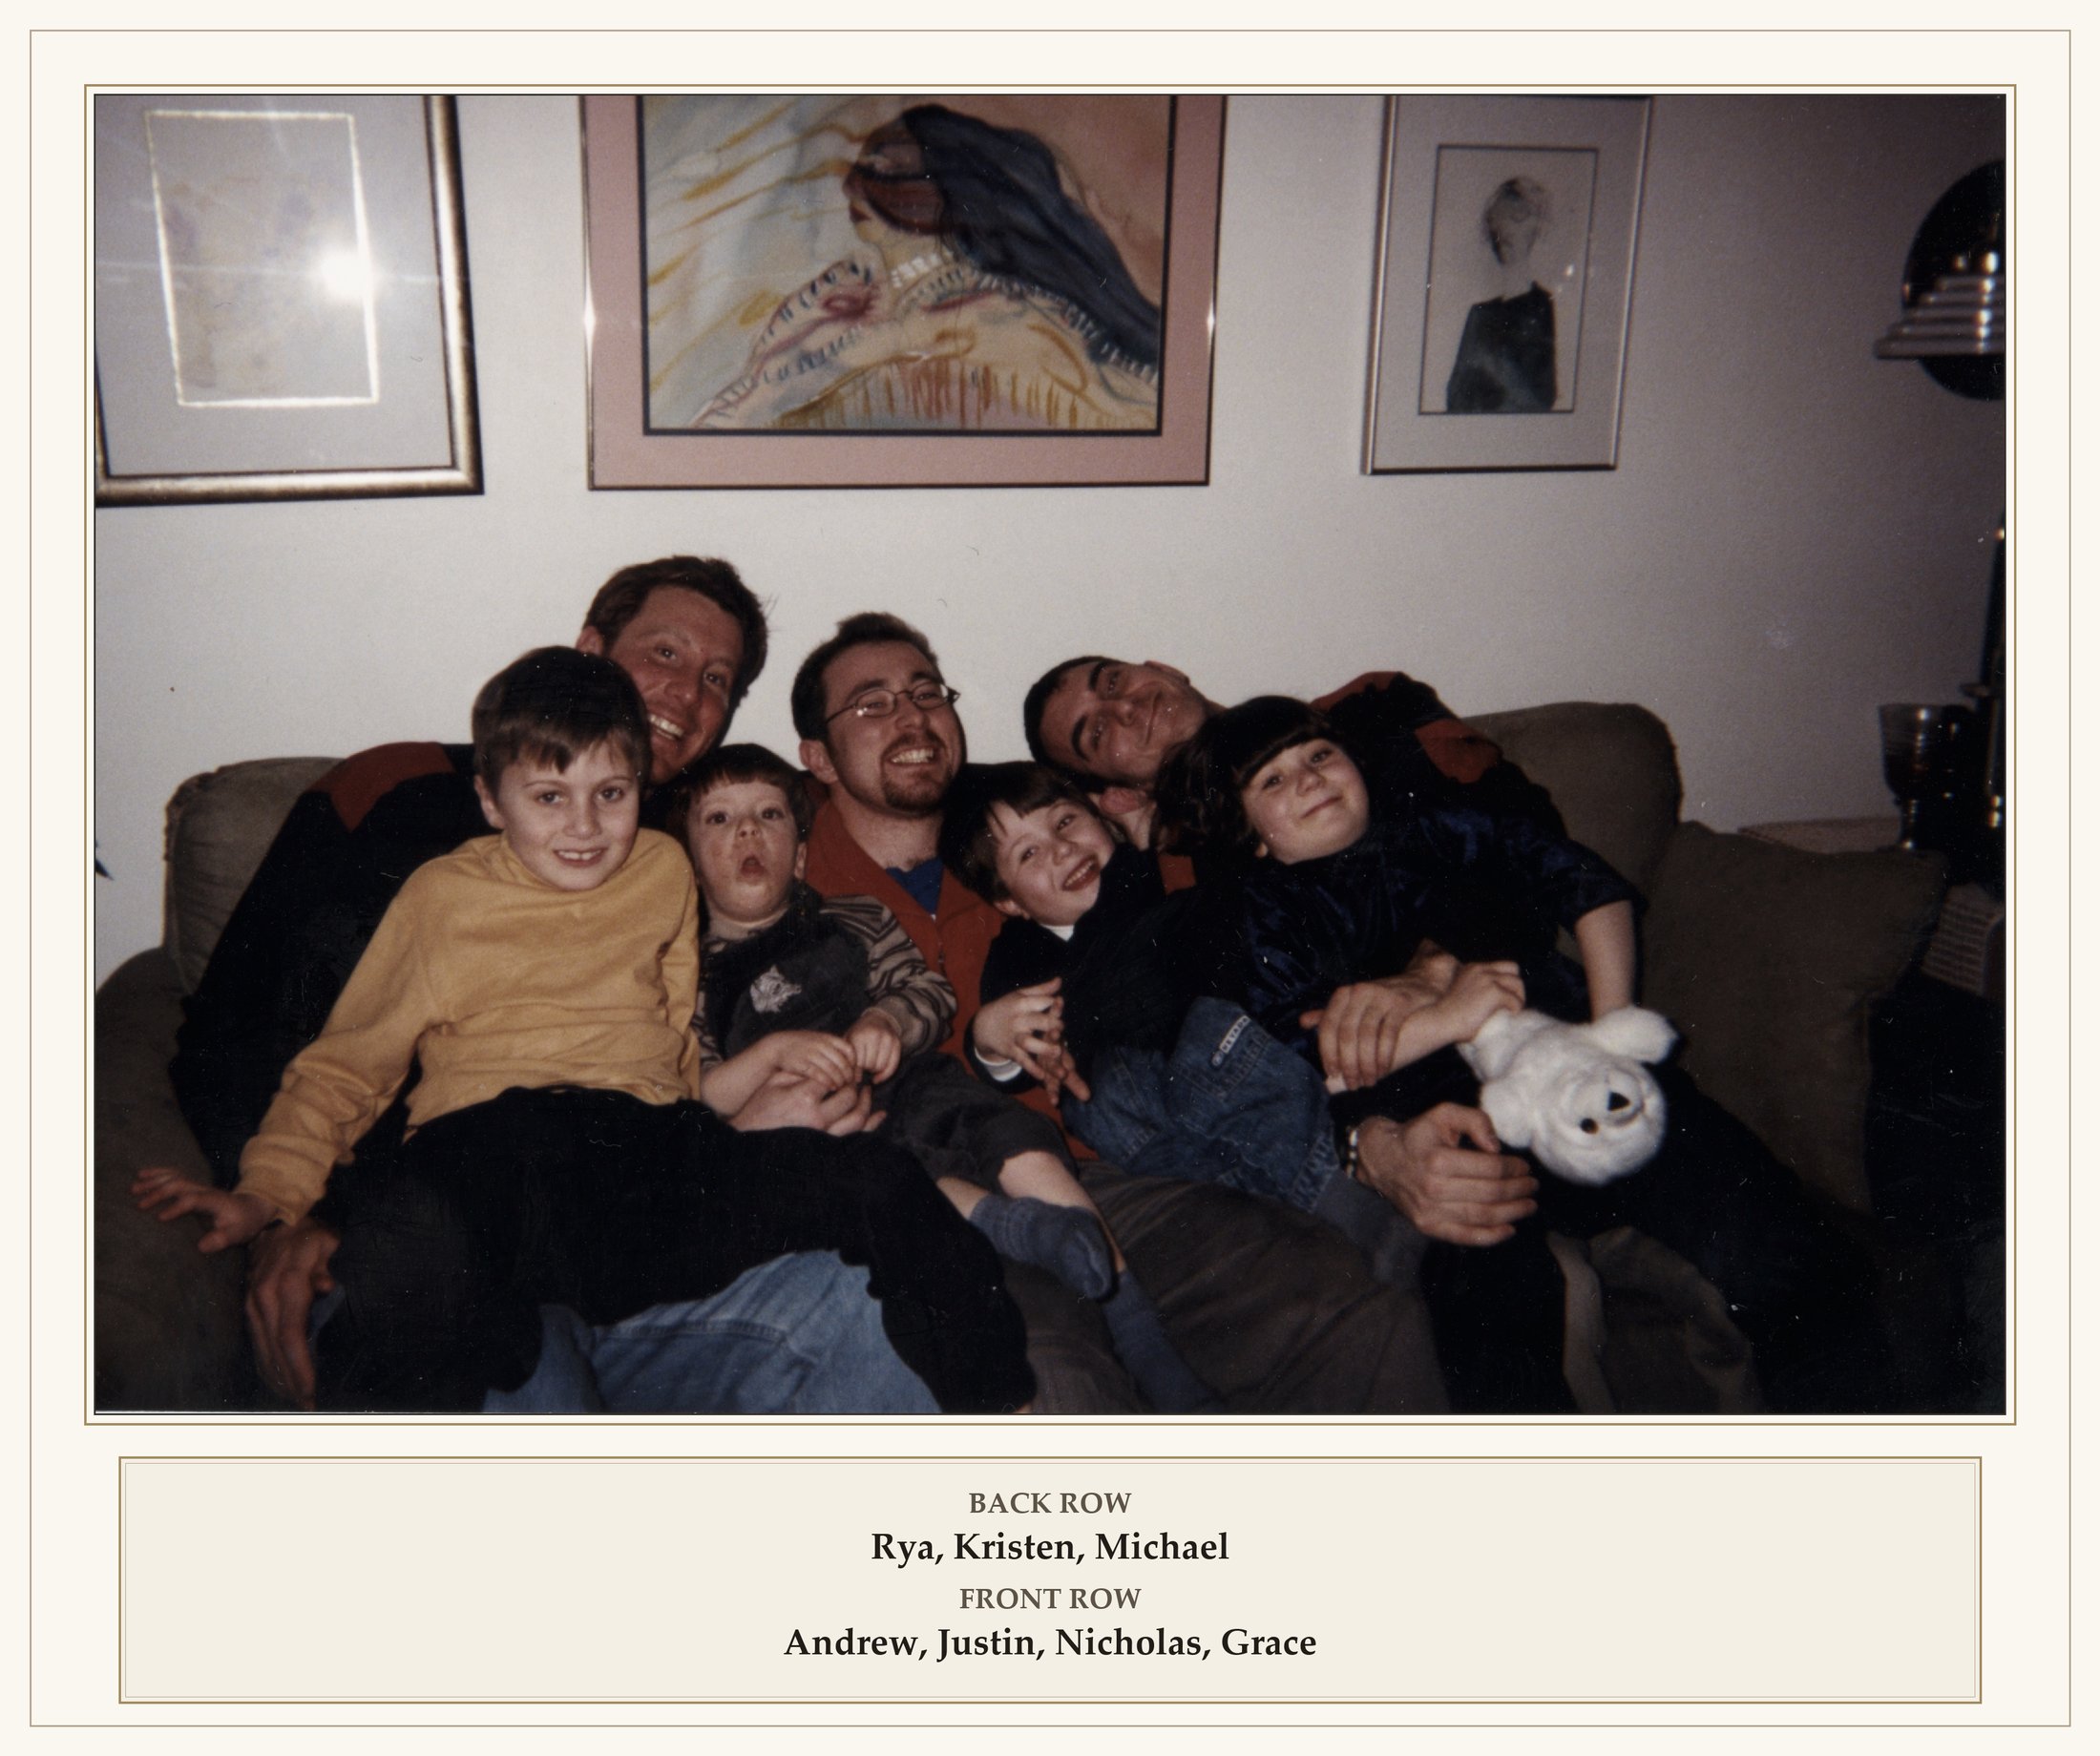 BACK ROW
Rya, Kristen, Michael
FRONT ROW
Andrew, Justin, Nicholas, Grace